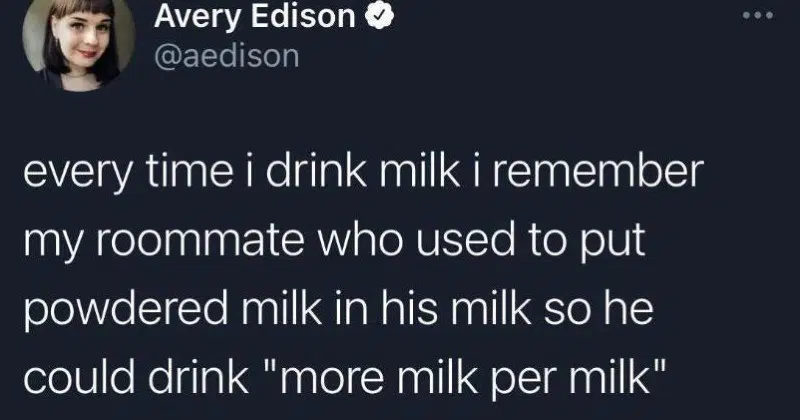 Avery Edison
@aedison
every time i drink milk i remember
my roommate who used to put
powdered milk in his milk so he
could drink "more milk per milk"